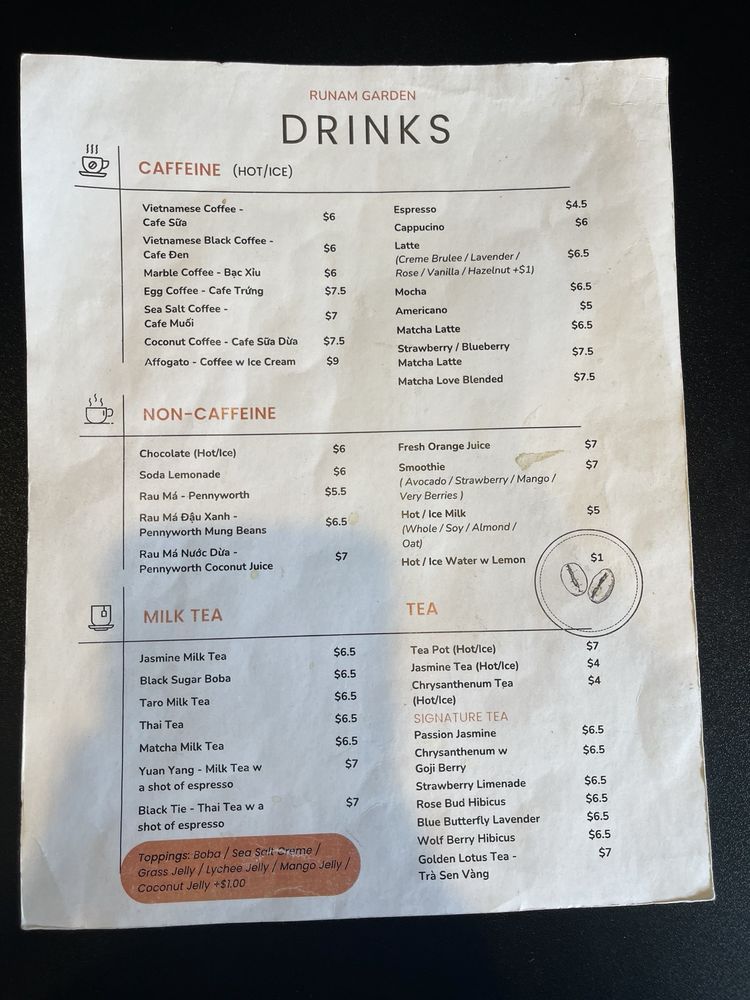 RUNAM GARDEN
DRINKS
CAFFEINE (HOT/ICE)
Vietnamese Coffee -
Cafe Sữa $6
Vietnamese Black Coffee -
Cafe Đen $6
Marble Coffee - Bạc Xỉu $6
Egg Coffee - Cafe Trứng $7.5
Sea Salt Coffee -
Cafe Muối $7
Coconut Coffee - Cafe Sữa Dừa $7.5
Affogato - Coffee w Ice Cream $9
Espresso $4.5
Cappucino $6
Latte
(Creme Brulee / Lavender / $6.5
Rose / Vanilla / Hazelnut +$1)
Mocha $6.5
Americano $5
Matcha Latte $6.5
Strawberry / Blueberry
Matcha Latte $7.5
Matcha Love Blended $7.5
NON-CAFFEINE
Chocolate (Hot/Ice) $6
Soda Lemonade $6
Rau Má - Pennyworth $5.5
Rau Má Đậu Xanh -
Pennyworth Mung Beans $6.5
Rau Má Nước Dừa -
Pennyworth Coconut Juice $7
Fresh Orange Juice $7
Smoothie $7
( Avocado / Strawberry / Mango /
Very Berries )
Hot / Ice Milk $5
(Whole / Soy / Almond /
Oat)
Hot / Ice Water w Lemon $1
MILK TEA
Jasmine Milk Tea $6.5
Black Sugar Boba $6.5
Taro Milk Tea $6.5
Thai Tea $6.5
Matcha Milk Tea $6.5
Yuan Yang - Milk Tea w $7
a shot of espresso
Black Tie - Thai Tea w a $7
shot of espresso
Toppings: Boba / Sea Salt Creme /
Grass Jelly / Lychee Jelly / Mango Jelly /
Coconut Jelly +$1.00
TEA
Tea Pot (Hot/Ice) $7
Jasmine Tea (Hot/Ice) $4
Chrysanthenum Tea $4
(Hot/Ice)
SIGNATURE TEA
Passion Jasmine $6.5
Chrysanthenum w $6.5
Goji Berry
Strawberry Limenade $6.5
Rose Bud Hibicus $6.5
Blue Butterfly Lavender $6.5
Wolf Berry Hibicus $6.5
Golden Lotus Tea - $7
Trà Sen Vàng